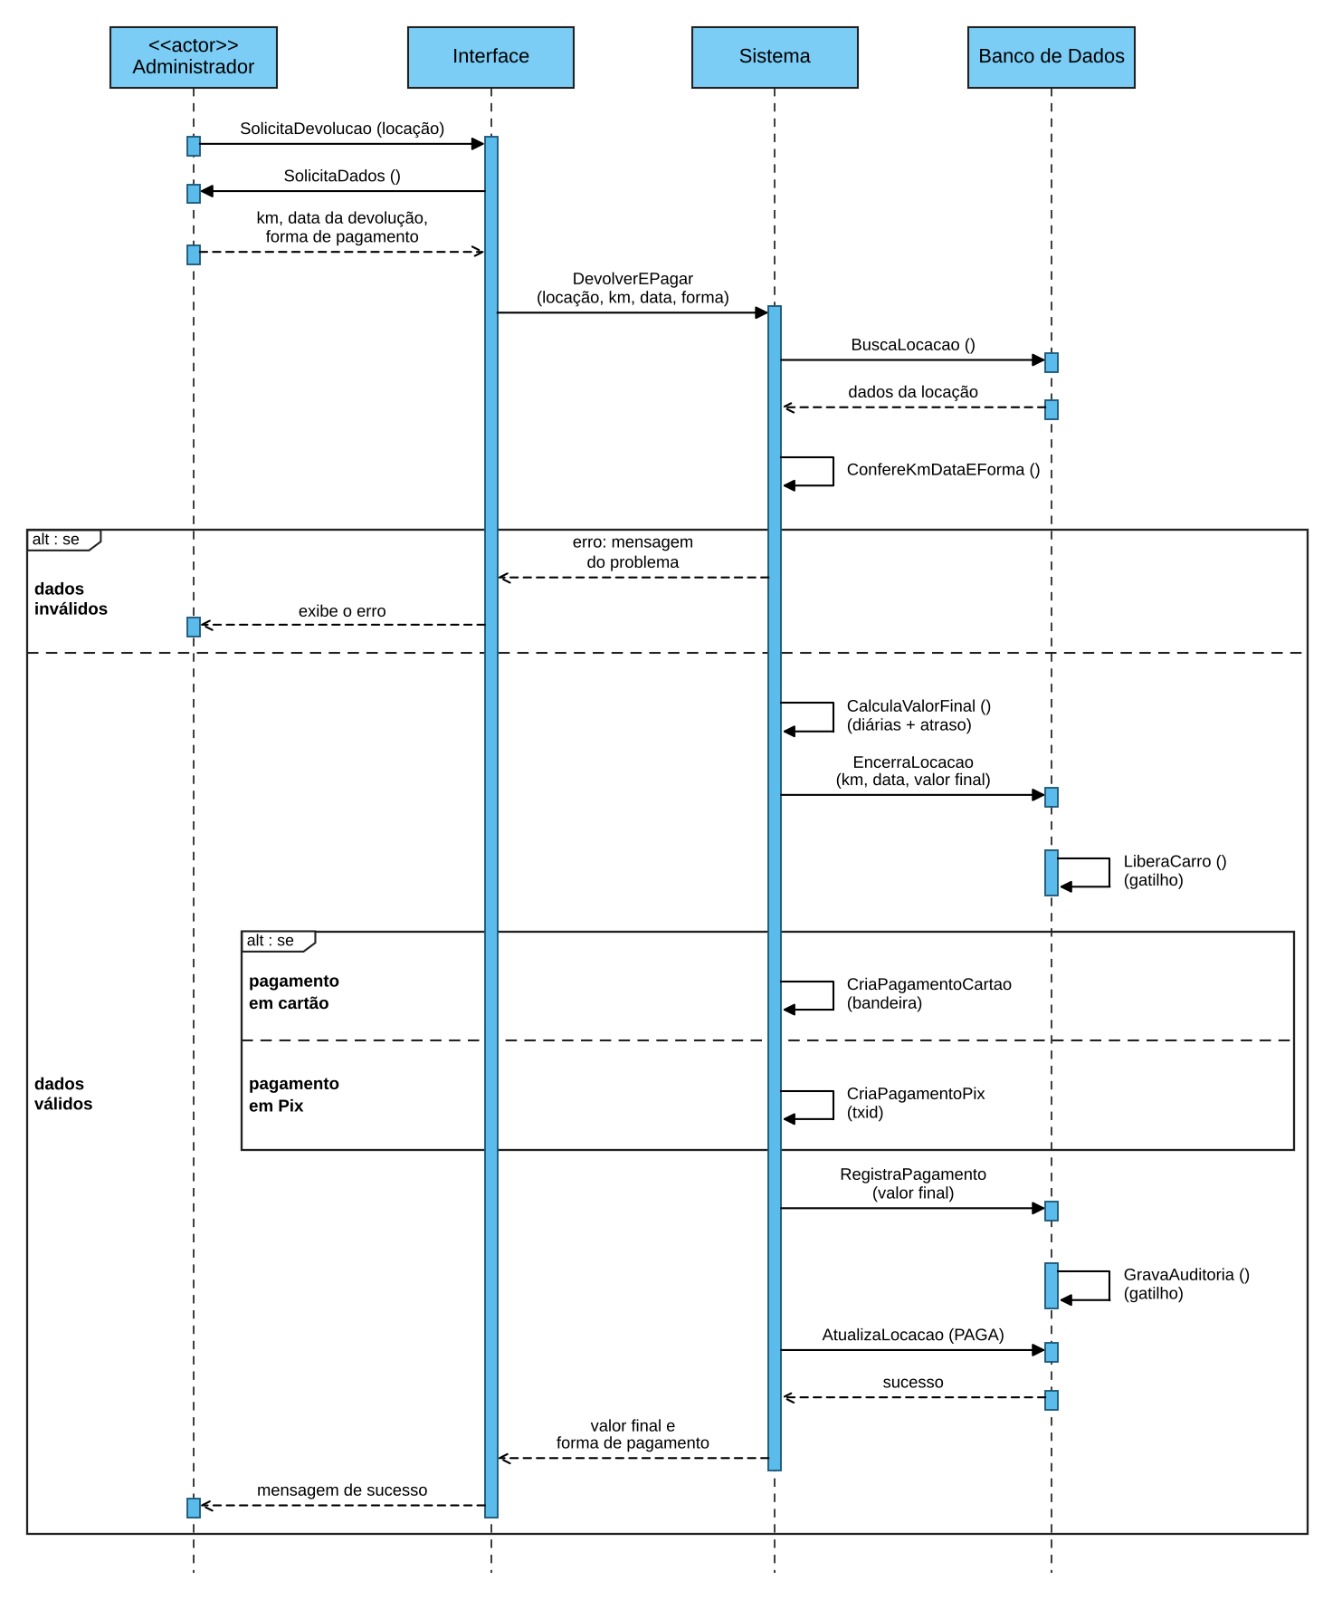 <<actor>>
Administrador
Interface
Sistema
Banco de Dados
SolicitaDevolucao (locação)
SolicitaDados ()
km, data da devolução,
forma de pagamento
DevolverEPagar
(locação, km, data, forma)
BuscaLocacao ()
dados da locação
ConfereKmDataEForma ()
alt : se
erro: mensagem
do problema
dados
inválidos
exibe o erro
CalculaValorFinal ()
(diárias + atraso)
EncerraLocacao
(km, data, valor final)
LiberaCarro ()
(gatilho)
alt : se
pagamento
em cartão
CriaPagamentoCartao
(bandeira)
dados
válidos
pagamento
em Pix
CriaPagamentoPix
(txid)
RegistraPagamento
(valor final)
GravaAuditoria ()
(gatilho)
AtualizaLocacao (PAGA)
sucesso
valor final e
forma de pagamento
mensagem de sucesso